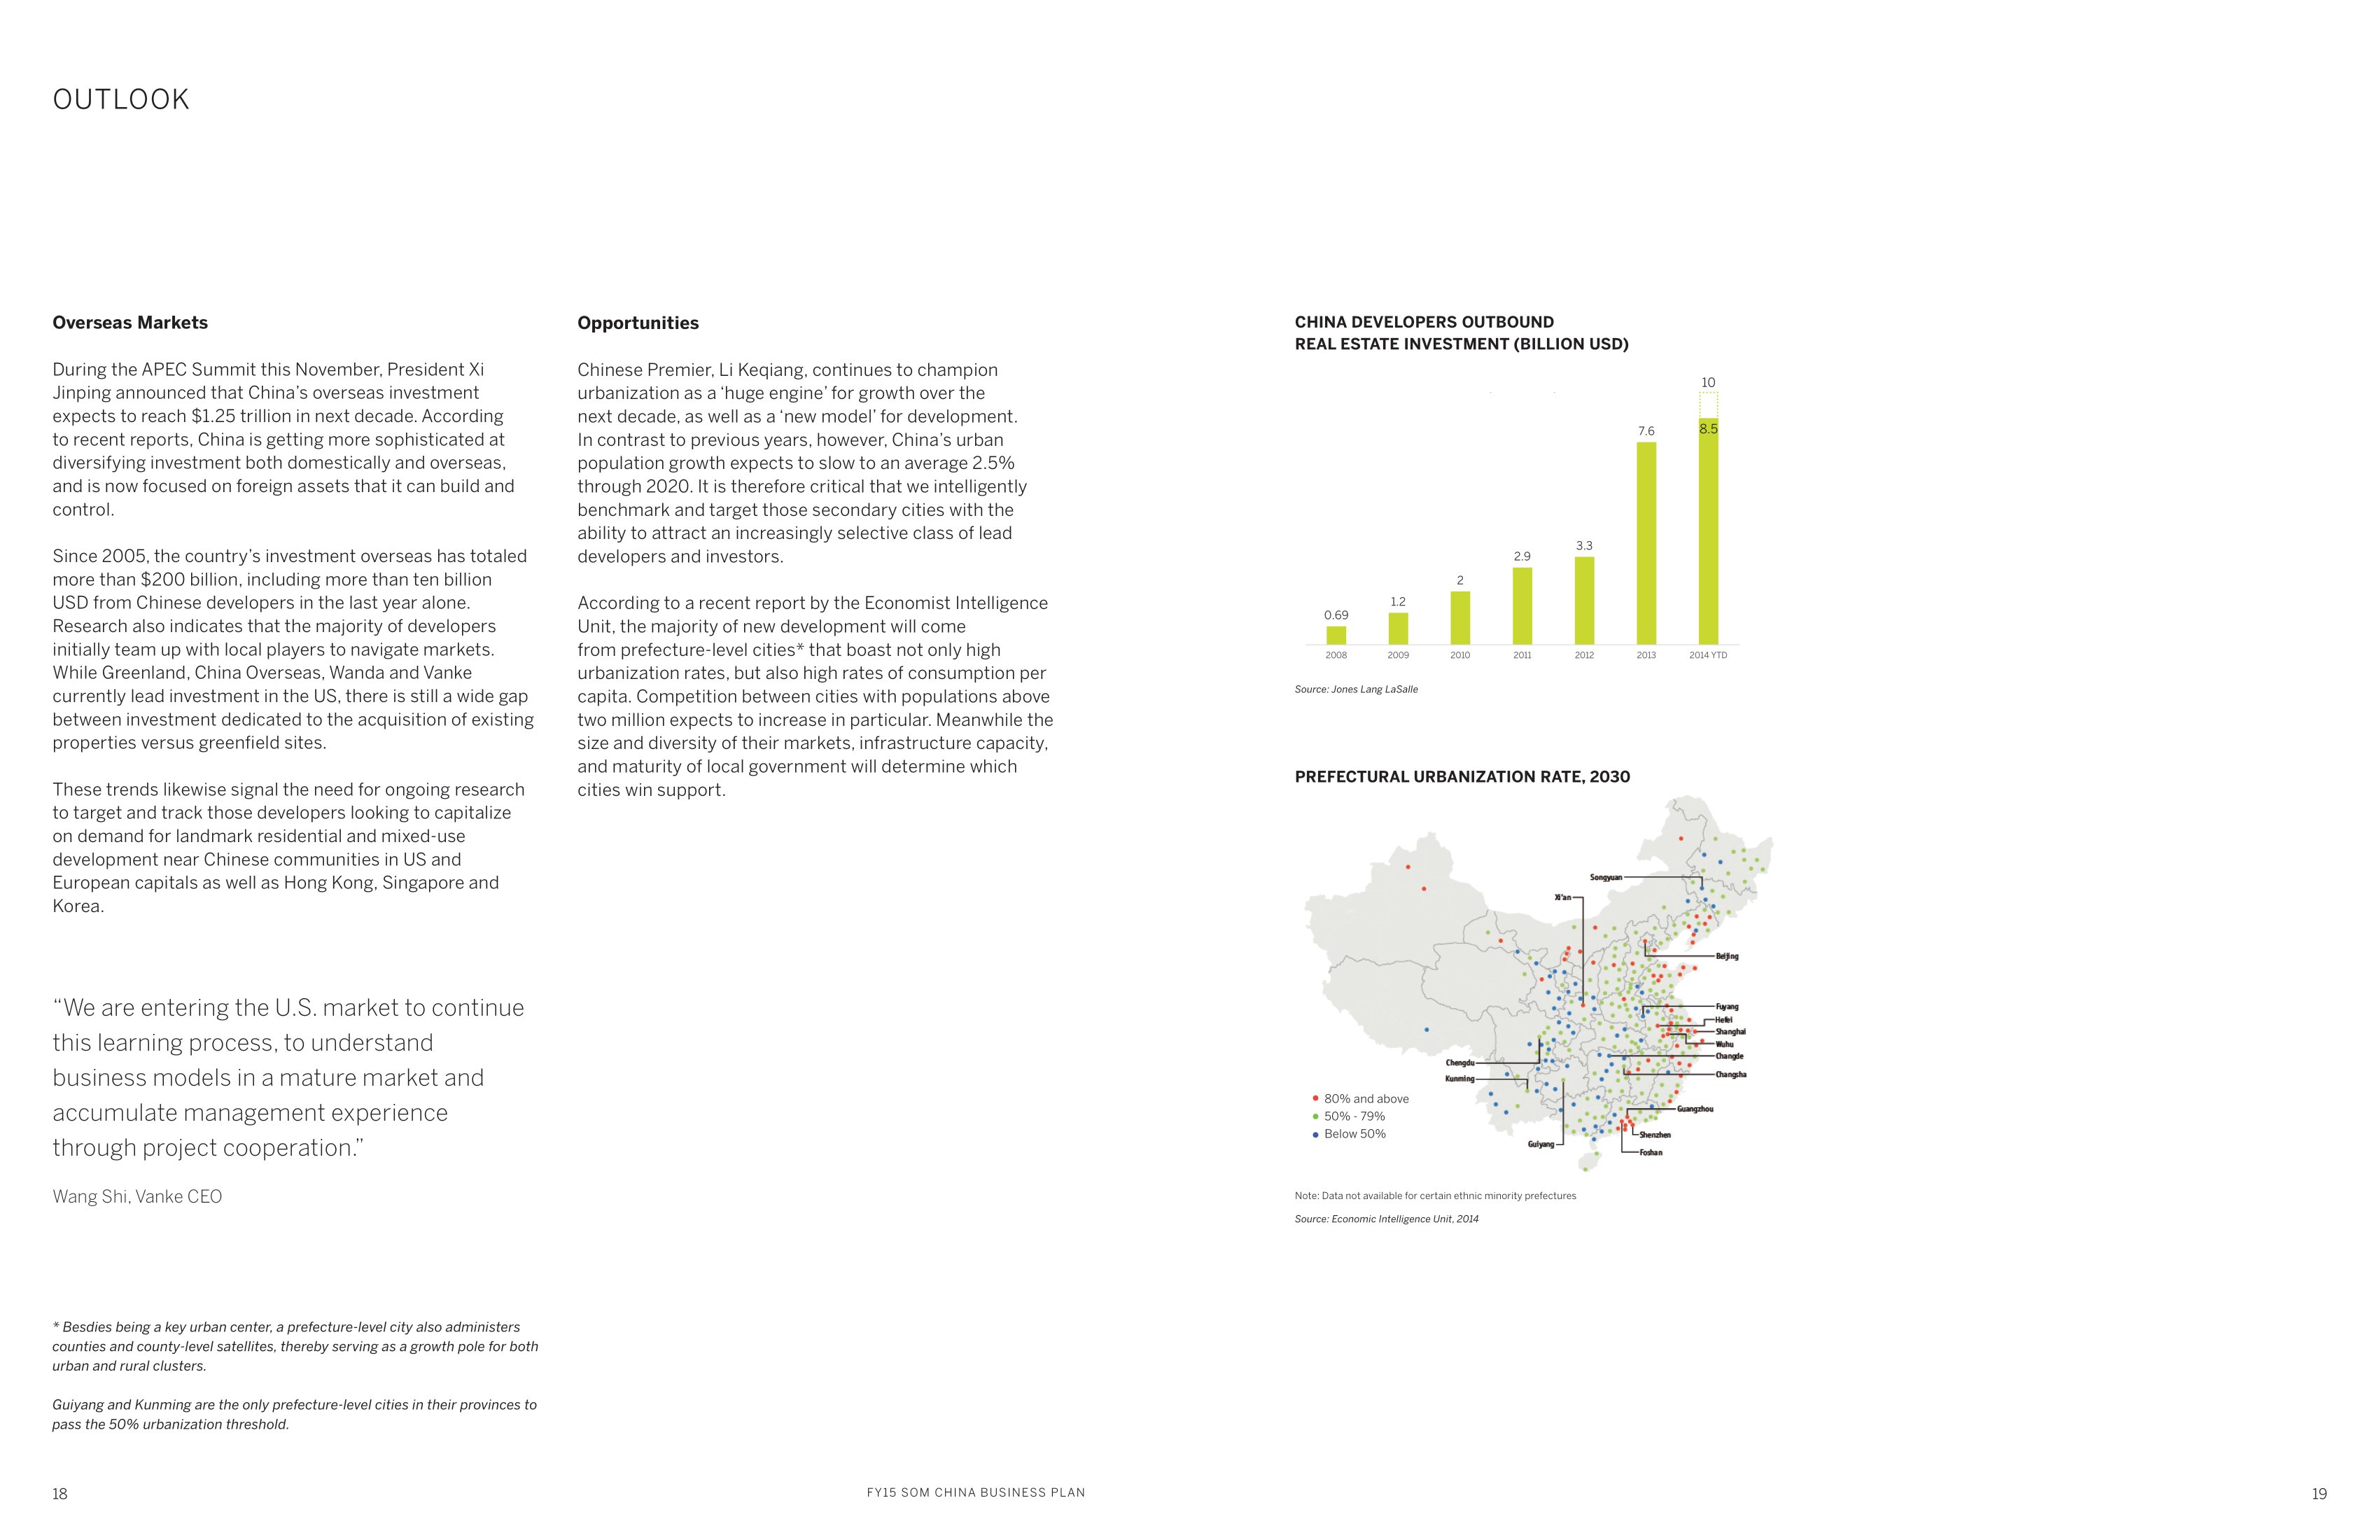 OUTLOOK
Overseas Markets
During the APEC Summit this November, President Xi
Jinping announced that China’s overseas investment
expects to reach $1.25 trillion in next decade. According
to recent reports, China is getting more sophisticated at
diversifying investment both domestically and overseas,
and is now focused on foreign assets that it can build and
control.
Since 2005, the country’s investment overseas has totaled
more than $200 billion, including more than ten billion
USD from Chinese developers in the last year alone.
Research also indicates that the majority of developers
initially team up with local players to navigate markets.
While Greenland, China Overseas, Wanda and Vanke
currently lead investment in the US, there is still a wide gap
between investment dedicated to the acquisition of existing
properties versus greenfield sites.
These trends likewise signal the need for ongoing research
to target and track those developers looking to capitalize
on demand for landmark residential and mixed-use
development near Chinese communities in US and
European capitals as well as Hong Kong, Singapore and
Korea.
“We are entering the U.S. market to continue
this learning process, to understand
business models in a mature market and
accumulate management experience
through project cooperation.”
Wang Shi, Vanke CEO
* Besdies being a key urban center, a prefecture-level city also administers
counties and county-level satellites, thereby serving as a growth pole for both
urban and rural clusters.
Guiyang and Kunming are the only prefecture-level cities in their provinces to
pass the 50% urbanization threshold.
Opportunities
Chinese Premier, Li Keqiang, continues to champion
urbanization as a ‘huge engine’ for growth over the
next decade, as well as a ‘new model’ for development.
In contrast to previous years, however, China’s urban
population growth expects to slow to an average 2.5%
through 2020. It is therefore critical that we intelligently
benchmark and target those secondary cities with the
ability to attract an increasingly selective class of lead
developers and investors.
According to a recent report by the Economist Intelligence
Unit, the majority of new development will come
from prefecture-level cities* that boast not only high
urbanization rates, but also high rates of consumption per
capita. Competition between cities with populations above
two million expects to increase in particular. Meanwhile the
size and diversity of their markets, infrastructure capacity,
and maturity of local government will determine which
cities win support.
CHINA DEVELOPERS OUTBOUND
REAL ESTATE INVESTMENT (BILLION USD)
0.69
1.2
2
2.9
3.3
7.6
10
8.5
2008
2009
2010
2011
2012
2013
2014 YTD
Source: Jones Lang LaSalle
PREFECTURAL URBANIZATION RATE, 2030
Songyuan
Xi'an
Beijing
Fuyang
Hefei
Shanghai
Wuhu
Changde
Changsha
Chengdu
Kunming
Guangzhou
Shenzhen
Guiyang
Foshan
80% and above
50% - 79%
Below 50%
Note: Data not available for certain ethnic minority prefectures
Source: Economic Intelligence Unit, 2014
18
FY15 SOM CHINA BUSINESS PLAN
19